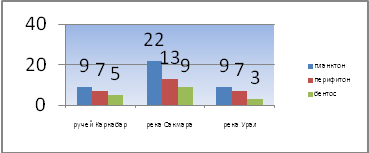 40
20
0
9 7 5
22 13 9
9 7 3
ручей Каркабар
река Сакмара
река Урал
планктон
перифитон
бентос